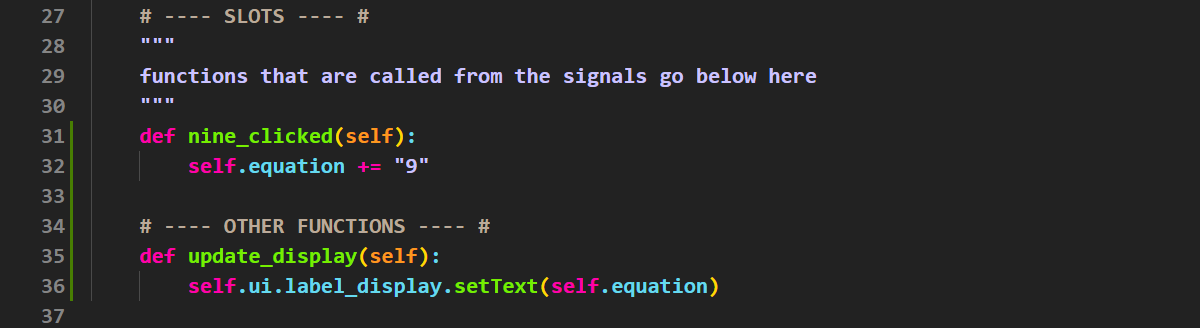 27 # ---- SLOTS ---- #
28 """
29 functions that are called from the signals go below here
30 """
31 def nine_clicked(self):
32 self.equation += "9"
33
34 # ---- OTHER FUNCTIONS ---- #
35 def update_display(self):
36 self.ui.label_display.setText(self.equation)
37